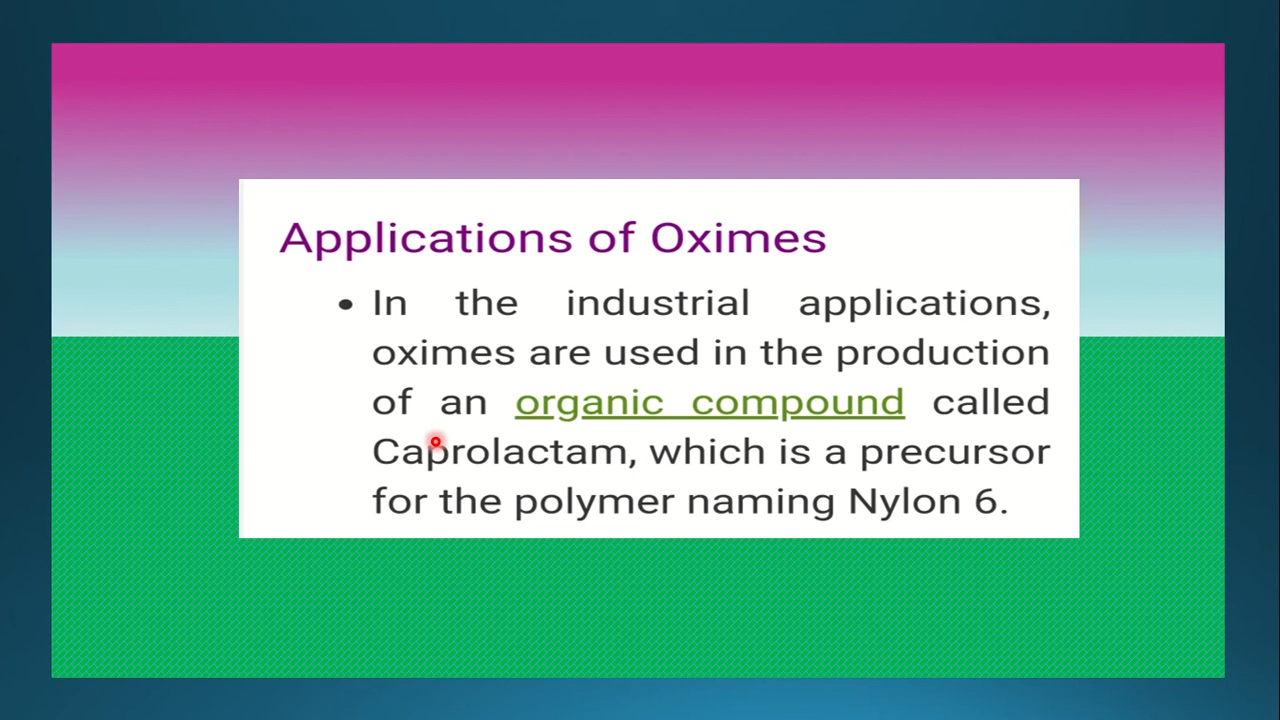 Applications of Oximes
• In the industrial applications,
oximes are used in the production
of an organic compound called
Caprolactam, which is a precursor
for the polymer naming Nylon 6.